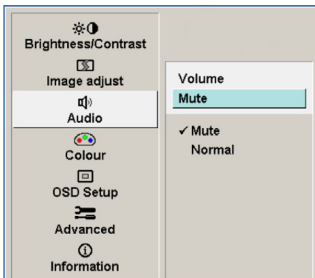 Brightness/Contrast
Image adjust
Audio
Colour
OSD Setup
Advanced
Information
Volume
Mute
✓ Mute
Normal